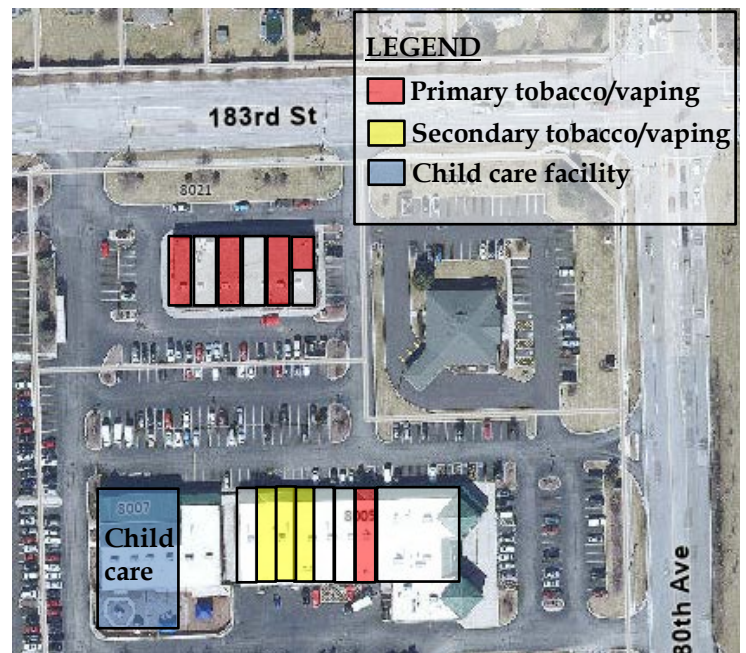 LEGEND
Primary tobacco/vaping
Secondary tobacco/vaping
Child care facility
183rd St
8021
8007
8005
Child
care
80th Ave